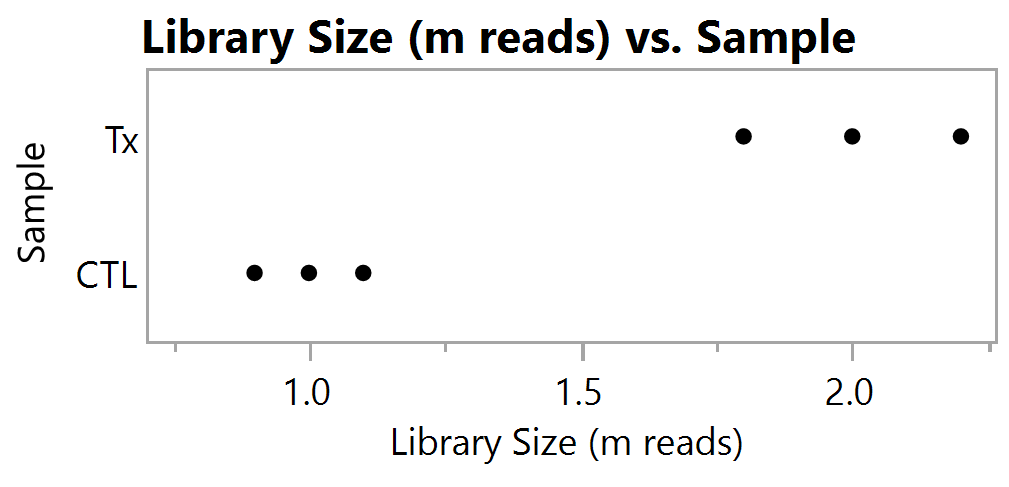 Library Size (m reads) vs. Sample
Sample
Tx
CTL
1.0 1.5 2.0
Library Size (m reads)